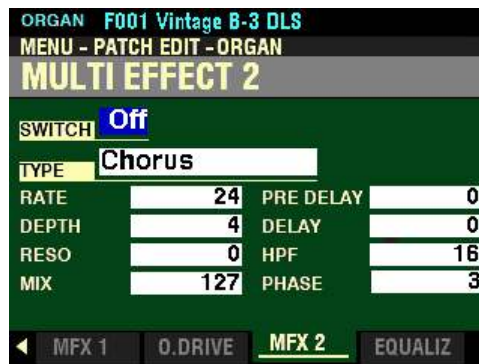 ORGAN F001 Vintage B-3 DLS
MENU - PATCH EDIT - ORGAN
MULTI EFFECT 2
SWITCH Off
TYPE Chorus
RATE 24 PRE DELAY 0
DEPTH 4 DELAY 0
RESO 0 HPF 16
MIX 127 PHASE 3
MFX 1 O.DRIVE MFX 2 EQUALIZ